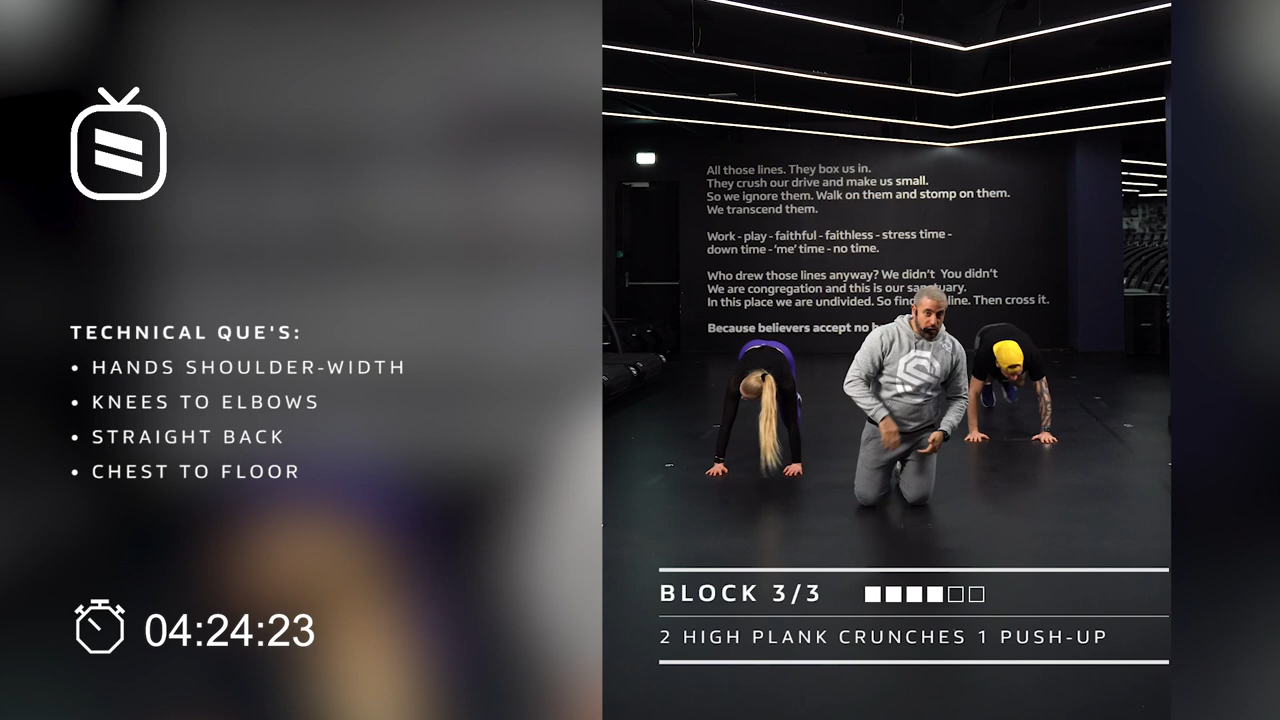 TECHNICAL QUE'S:
• HANDS SHOULDER-WIDTH
• KNEES TO ELBOWS
• STRAIGHT BACK
• CHEST TO FLOOR
04:24:23
All those lines. They box us in.
They crush our drive and make us small.
So we ignore them. Walk on them and stomp on them.
We transcend them.
Work - play - faithful - faithless - stress time -
down time - 'me' time - no time.
Who drew those lines anyway? We didn't You didn't
We are congregation and this is our sanctuary.
In this place we are undivided. So find line. Then cross it.
Because believers accept no
BLOCK 3/3
2 HIGH PLANK CRUNCHES 1 PUSH-UP